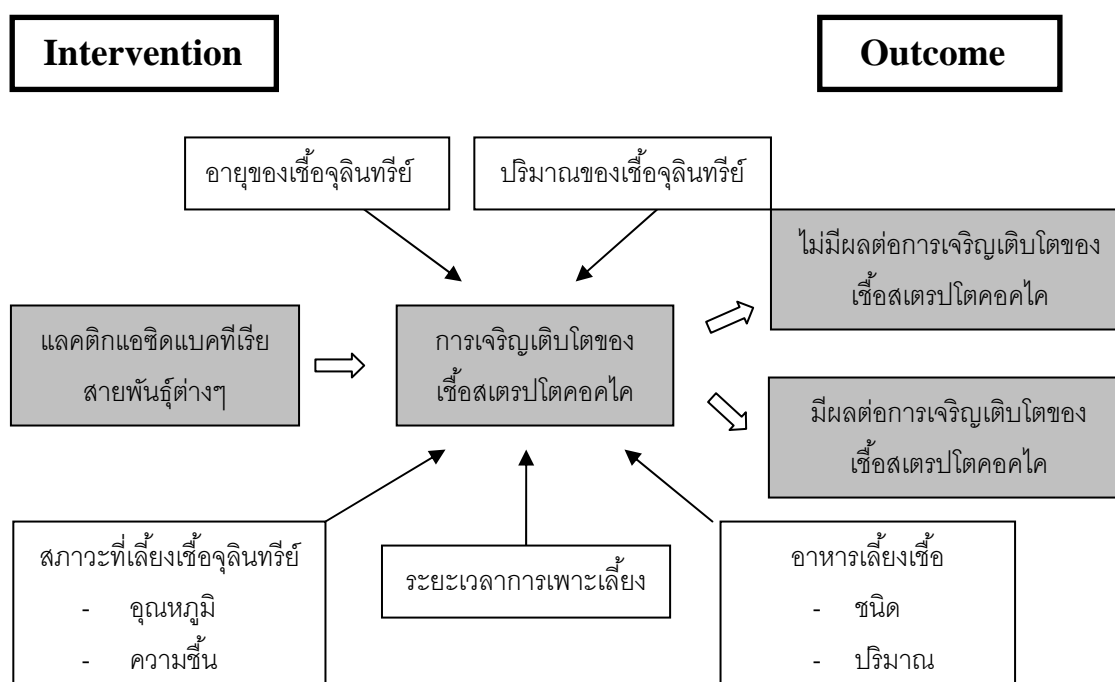 Intervention
Outcome
อายุของเชื้อจุลินทรีย์
ปริมาณของเชื้อจุลินทรีย์
ไม่มีผลต่อการเจริญเติบโตของ
เชื้อสเตรปโตคอคไค
แลคติกแอซิดแบคทีเรีย
สายพันธุ์ต่างๆ
การเจริญเติบโตของ
เชื้อสเตรปโตคอคไค
มีผลต่อการเจริญเติบโตของ
เชื้อสเตรปโตคอคไค
สภาวะที่เลี้ยงเชื้อจุลินทรีย์
- อุณหภูมิ
- ความชื้น
ระยะเวลาการเพาะเลี้ยง
อาหารเลี้ยงเชื้อ
- ชนิด
- ปริมาณ